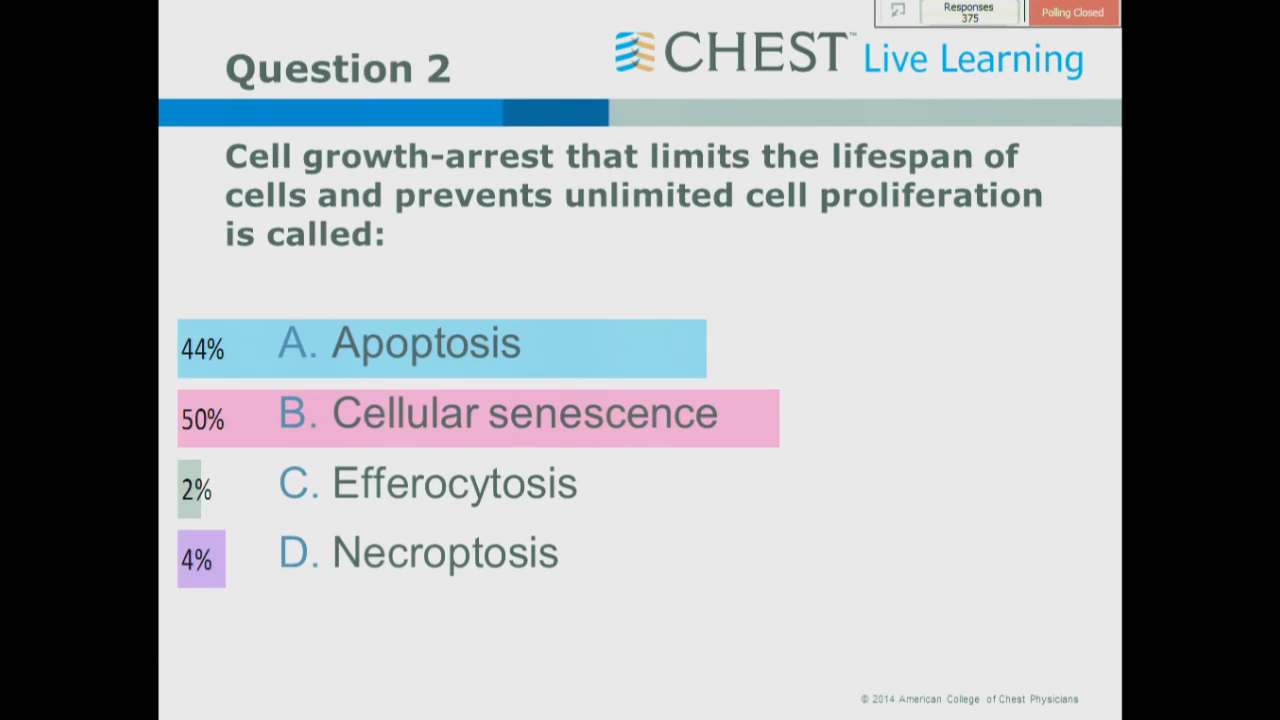 Responses
375
Polling Closed
CHEST™ Live Learning
Question 2
Cell growth-arrest that limits the lifespan of
cells and prevents unlimited cell proliferation
is called:
44% A. Apoptosis
50% B. Cellular senescence
2% C. Efferocytosis
4% D. Necroptosis
© 2014 American College of Chest Physicians